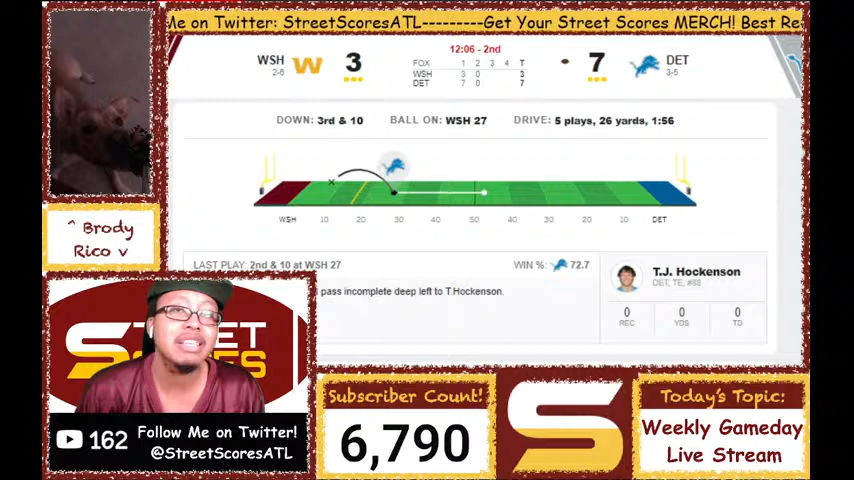 Me on Twitter: StreetScoresATL---------Get Your Street Scores MERCH! Best Re
WSH
2-6
W
3
12:06 - 2nd
FOX 1 2 3 4 T
WSH 3 0 3
DET 7 0 7
7
DET
3-5
DOWN: 3rd & 10 BALL ON: WSH 27 DRIVE: 5 plays, 26 yards, 1:56
WSH 10 20 30 40 50 40 30 20 10 DET
^ Brody
Rico v
LAST PLAY: 2nd & 10 at WSH 27
WIN %: 72.7
pass incomplete deep left to T.Hockenson.
T.J. Hockenson
DET, TE, #88
0 0 0
REC YDS TD
STREET
SCORES
162
Follow Me on Twitter!
@StreetScoresATL
Subscriber Count!
6,790
S
Today's Topic:
Weekly Gameday
Live Stream